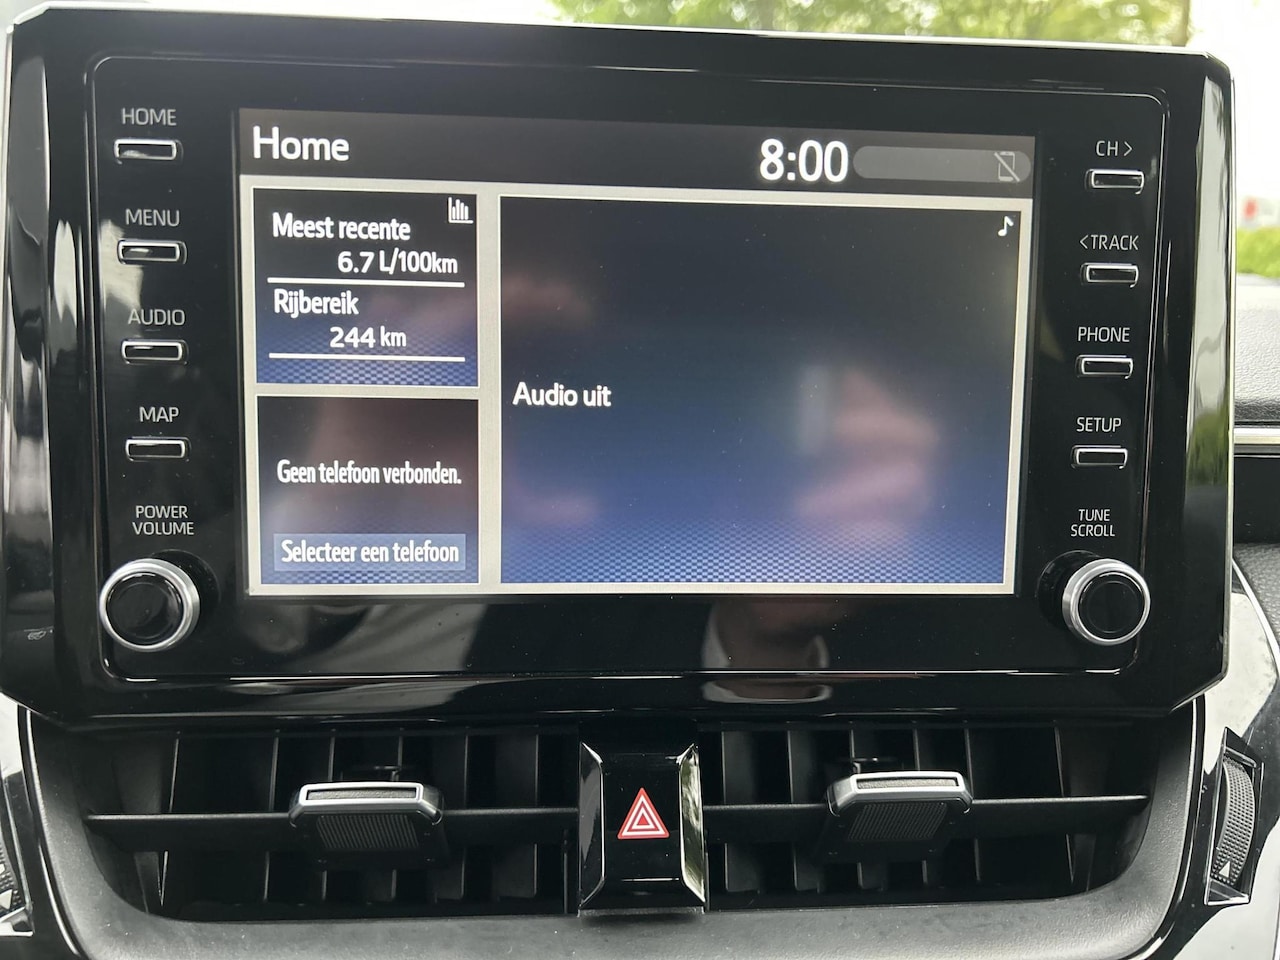 HOME
MENU
AUDIO
MAP
POWER
VOLUME
Home
8:00
Meest recente
6.7 L/100km
Rijbereik
244 km
Geen telefoon verbonden.
Selecteer een telefoon
Audio uit
CH >
<TRACK
PHONE
SETUP
TUNE
SCROLL